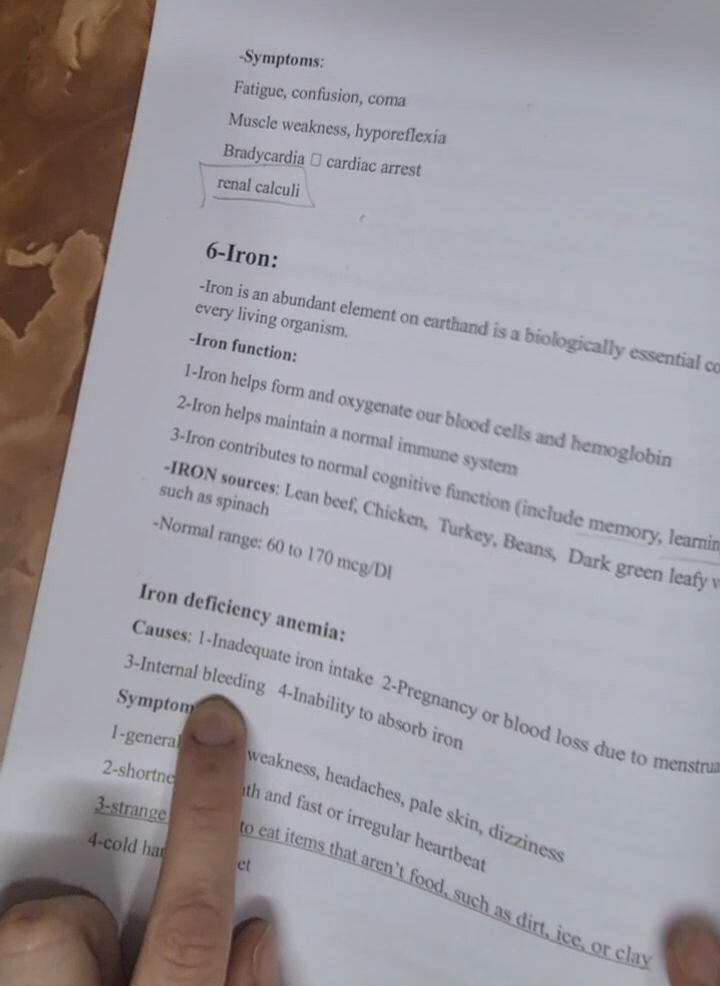 -Symptoms:
Fatigue, confusion, coma
Muscle weakness, hyporeflexia
Bradycardia □ cardiac arrest
renal calculi
6-Iron:
-Iron is an abundant element on earthand is a biologically essential
every living organism.
-Iron function:
1-Iron helps form and oxygenate our blood cells and hemoglobin
2-Iron helps maintain a normal immune system
3-Iron contributes to normal cognitive function (include memory,
-IRON sources: Lean beef, Chicken, Turkey, Beans, Dark green leafy
such as spinach
-Normal range: 60 to 170 mcg/Dl
Iron deficiency anemia:
Causes: 1-Inadequate iron intake 2-Pregnancy or blood loss due to
3-Internal bleeding 4-Inability to absorb iron
1-general weakness, headaches, pale skin, dizziness
2- and fast or irregular heartbeat
3-strange to eat items that aren't food, such as dirt, ice, or clay
4-cold